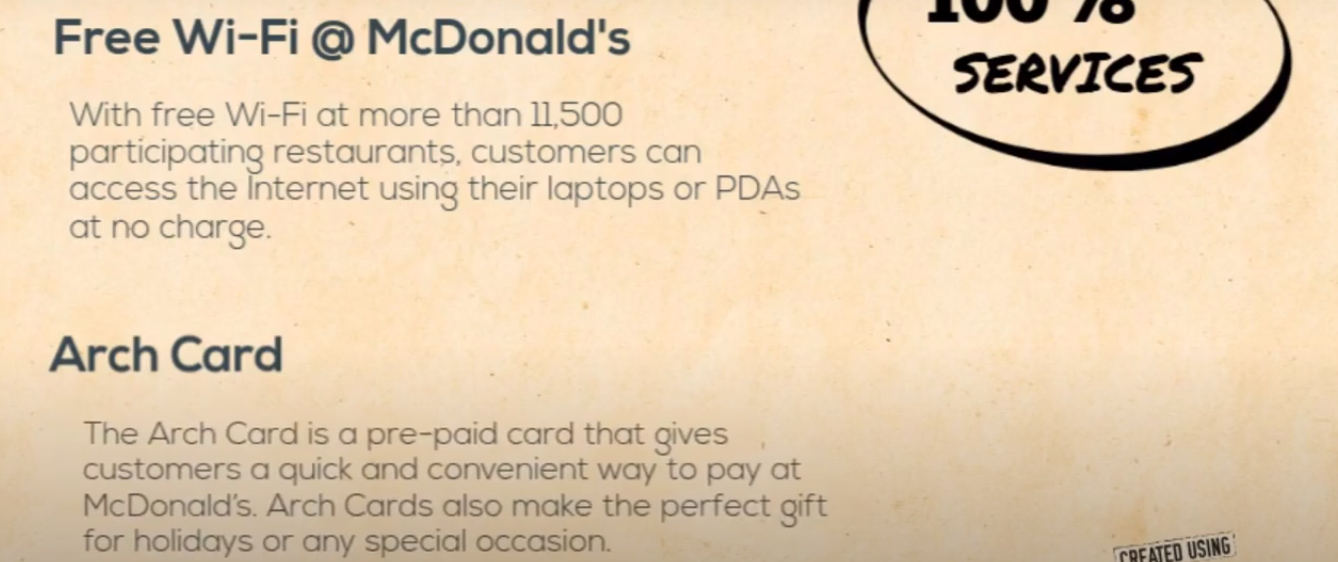 Free Wi-Fi @ McDonald's
100 %
SERVICES
With free Wi-Fi at more than 11,500
participating restaurants, customers can
access the Internet using their laptops or PDAs
at no charge.
Arch Card
The Arch Card is a pre-paid card that gives
customers a quick and convenient way to pay at
McDonald's. Arch Cards also make the perfect gift
for holidays or any special occasion.
CREATED USING